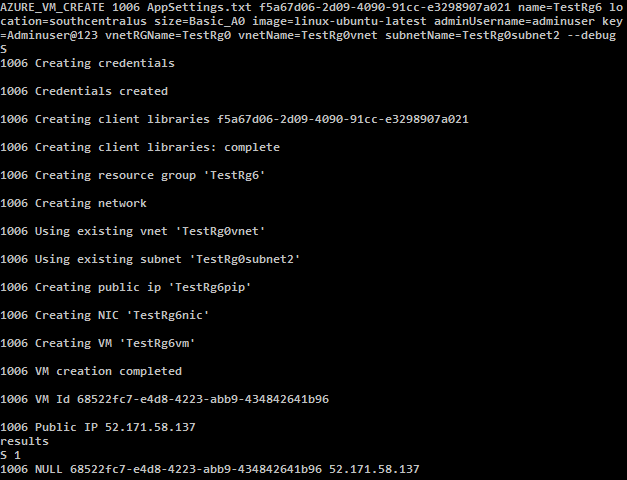 AZURE_VM_CREATE 1006 AppSettings.txt f5a67d06-2d09-4090-91cc-e3298907a021 name=TestRg6 lo
cation=southcentralus size=Basic_A0 image=linux-ubuntu-latest adminUsername=adminuser key
=Adminuser@123 vnetRGName=TestRg0 vnetName=TestRg0vnet subnetName=TestRg0subnet2 --debug
S
1006 Creating credentials
1006 Credentials created
1006 Creating client libraries f5a67d06-2d09-4090-91cc-e3298907a021
1006 Creating client libraries: complete
1006 Creating resource group 'TestRg6'
1006 Creating network
1006 Using existing vnet 'TestRg0vnet'
1006 Using existing subnet 'TestRg0subnet2'
1006 Creating public ip 'TestRg6pip'
1006 Creating NIC 'TestRg6nic'
1006 Creating VM 'TestRg6vm'
1006 VM creation completed
1006 VM Id 68522fc7-e4d8-4223-abb9-434842641b96
1006 Public IP 52.171.58.137
results
S 1
1006 NULL 68522fc7-e4d8-4223-abb9-434842641b96 52.171.58.137